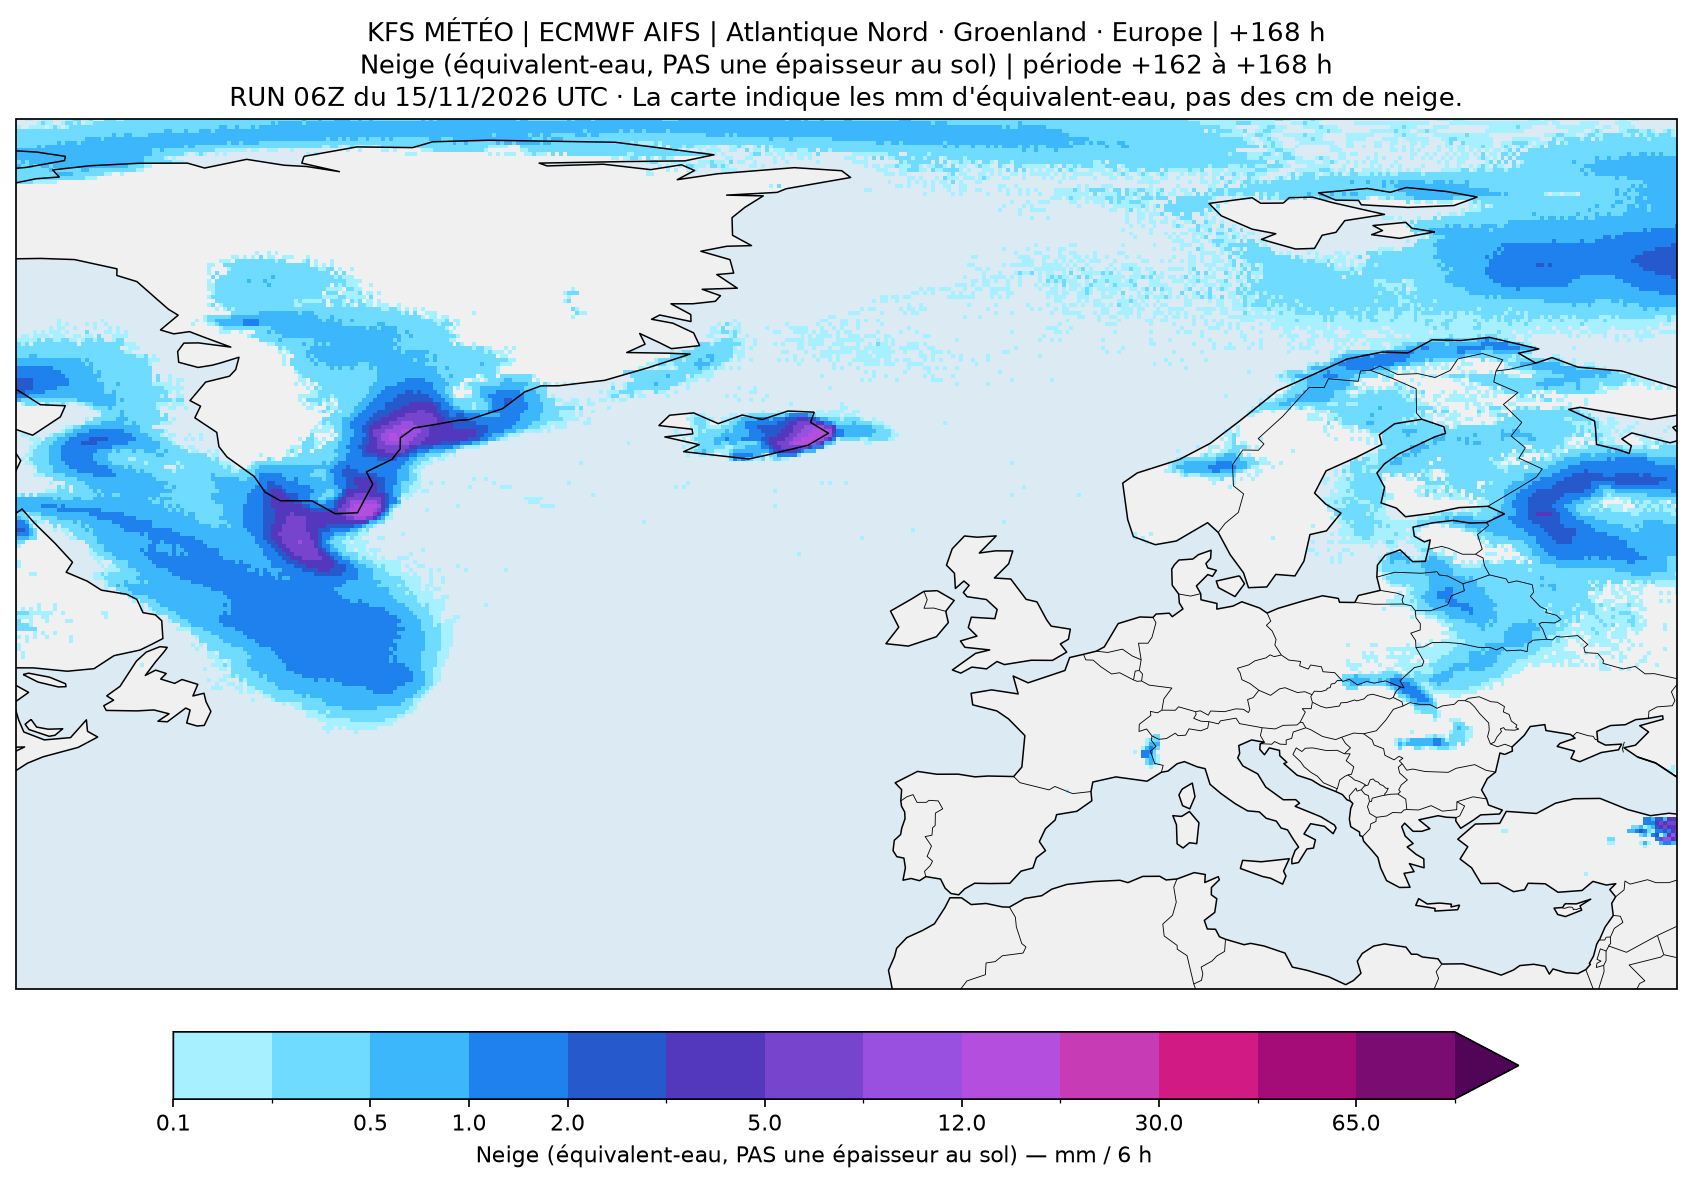 KFS MÉTÉO | ECMWF AIFS | Atlantique Nord · Groenland · Europe | +168 h
Neige (équivalent-eau, PAS une épaisseur au sol) | période +162 à +168 h
RUN 06Z du 15/11/2026 UTC · La carte indique les mm d'équivalent-eau, pas des cm de neige.
0.1 0.5 1.0 2.0 5.0 12.0 30.0 65.0
Neige (équivalent-eau, PAS une épaisseur au sol) — mm / 6 h